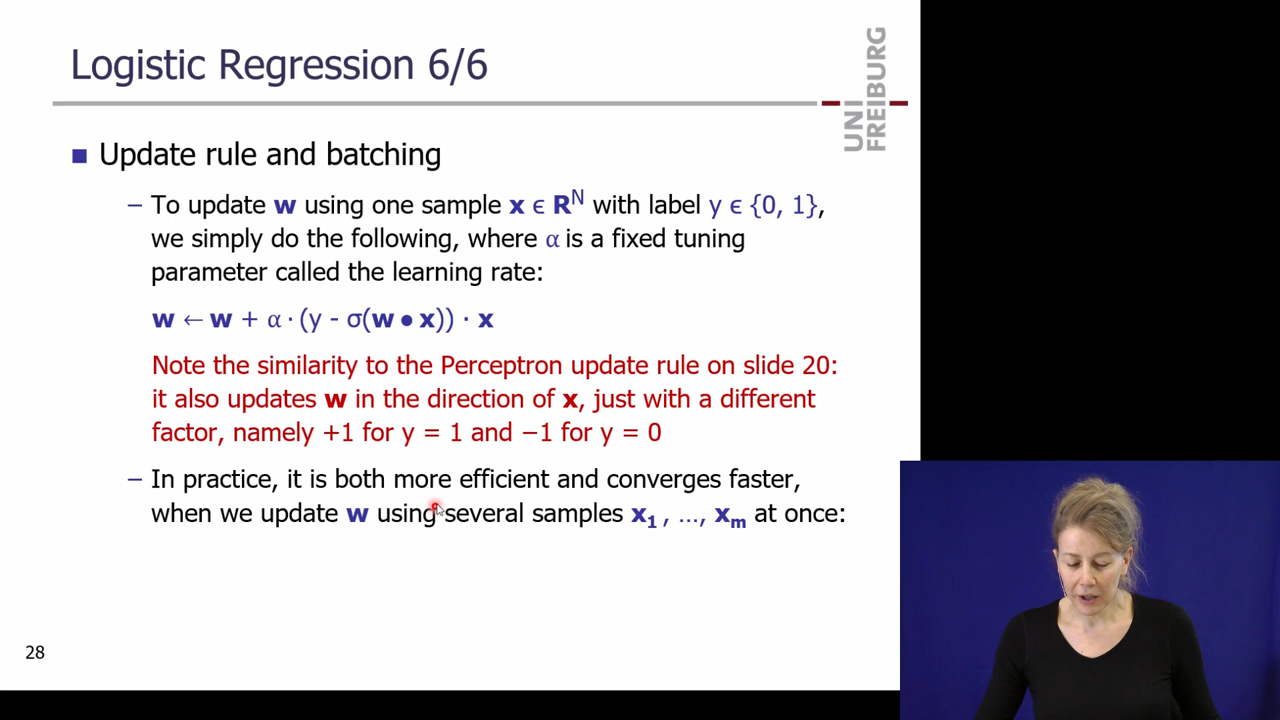 Logistic Regression 6/6
UNI
FREIBURG
■ Update rule and batching
– To update w using one sample x ϵ R^N with label y ϵ {0, 1},
we simply do the following, where α is a fixed tuning
parameter called the learning rate:
w ← w + α · (y - σ(w ● x)) · x
Note the similarity to the Perceptron update rule on slide 20:
it also updates w in the direction of x, just with a different
factor, namely +1 for y = 1 and −1 for y = 0
– In practice, it is both more efficient and converges faster,
when we update w using several samples x₁ , …, xₘ at once:
28